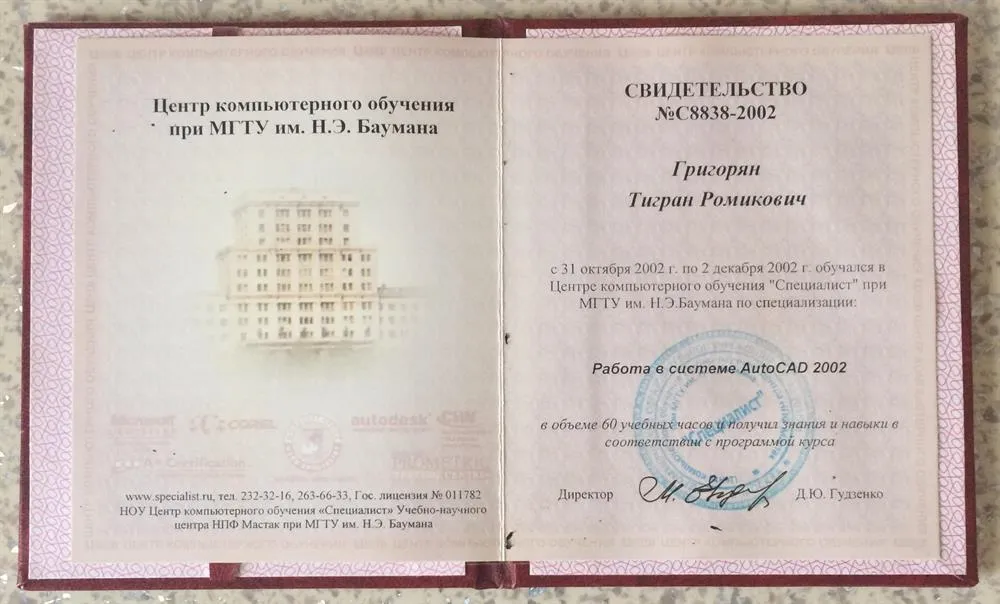 Центр компьютерного обучения
при МГТУ им. Н.Э. Баумана
autodesk
www.specialist.ru, тел. 232-32-16, 263-66-33, Гос. лицензия № 011782
НОУ Центр компьютерного обучения «Специалист» Учебно-научного
центра НПФ Мастак при МГТУ им. Н.Э. Баумана
СВИДЕТЕЛЬСТВО
№С8838-2002
Григорян
Тигран Ромикович
с 31 октября 2002 г. по 2 декабря 2002 г. обучался в
Центре компьютерного обучения "Специалист" при
МГТУ им. Н.Э.Баумана по специализации:
Работа в системе AutoCAD 2002
в объеме 60 учебных часов и получил знания и навыки в
соответствии с программой курса
"Специалист"
Директор
Д.Ю. Гудзенко